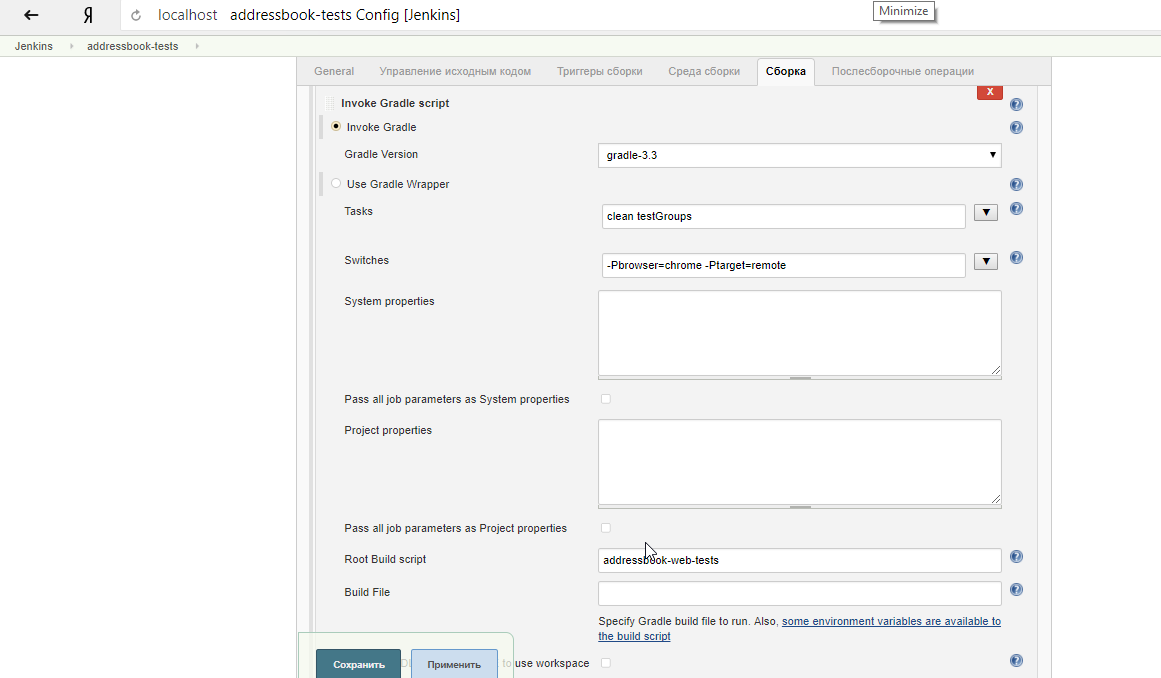 Я localhost addressbook-tests Config [Jenkins]
Minimize
Jenkins addressbook-tests
General Управление исходным кодом Триггеры сборки Среда сборки Сборка Послесборочные операции
Invoke Gradle script X
Invoke Gradle
Gradle Version gradle-3.3
Use Gradle Wrapper
Tasks clean testGroups
Switches -Pbrowser=chrome -Ptarget=remote
System properties
Pass all job parameters as System properties
Project properties
Pass all job parameters as Project properties
Root Build script addressbook-web-tests
Build File
Specify Gradle build file to run. Also, some environment variables are available to
the build script
Сохранить Применить to use workspace